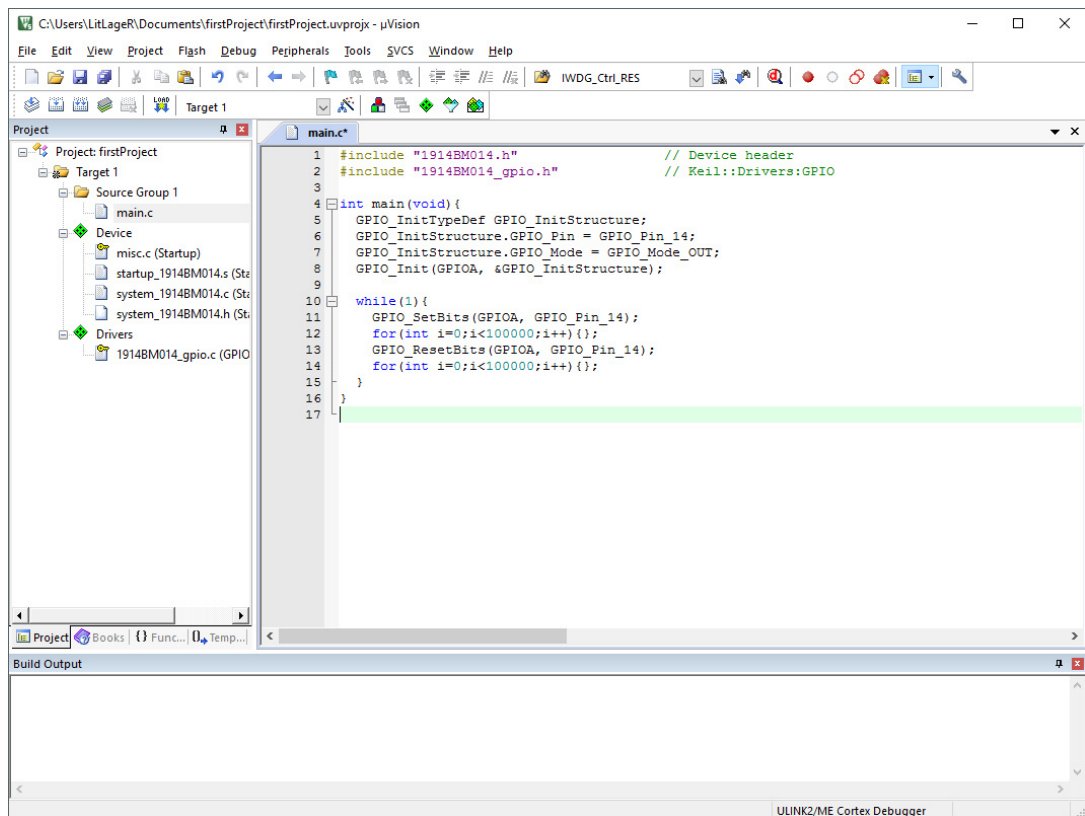 C:\Users\LitLageR\Documents\firstProject\firstProject.uvprojx - µVision
File Edit View Project Flash Debug Peripherals Tools SVCS Window Help
IWDG_Ctrl_RES
LOAD Target 1
Project
Project: firstProject
Target 1
Source Group 1
main.c
Device
misc.c (Startup)
startup_1914BM014.s (Sta
system_1914BM014.c (Sta
system_1914BM014.h (Sta
Drivers
1914BM014_gpio.c (GPIO
Project Books {} Func... Temp...
main.c*
1 #include "1914BM014.h" // Device header
2 #include "1914BM014_gpio.h" // Keil::Drivers:GPIO
3
4 int main(void){
5 GPIO_InitTypeDef GPIO_InitStructure;
6 GPIO_InitStructure.GPIO_Pin = GPIO_Pin_14;
7 GPIO_InitStructure.GPIO_Mode = GPIO_Mode_OUT;
8 GPIO_Init(GPIOA, &GPIO_InitStructure);
9
10 while(1){
11 GPIO_SetBits(GPIOA, GPIO_Pin_14);
12 for(int i=0;i<100000;i++){};
13 GPIO_ResetBits(GPIOA, GPIO_Pin_14);
14 for(int i=0;i<100000;i++){};
15 }
16 }
17
Build Output
ULINK2/ME Cortex Debugger